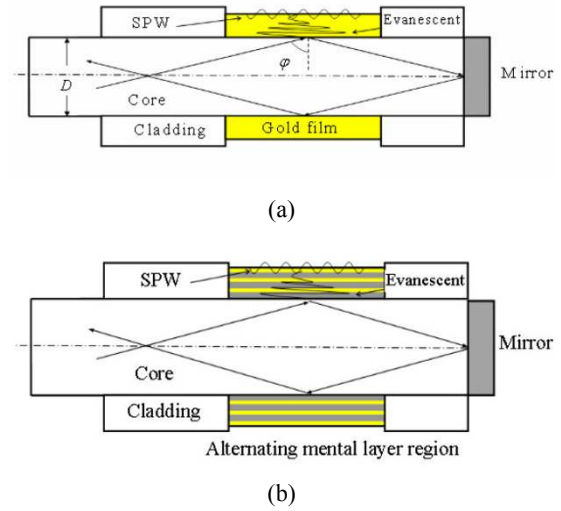 SPW
Evanescent
φ
D
Mirror
Core
Cladding
Gold film
(a)
SPW
Evanescent
Mirror
Core
Cladding
Alternating mental layer region
(b)